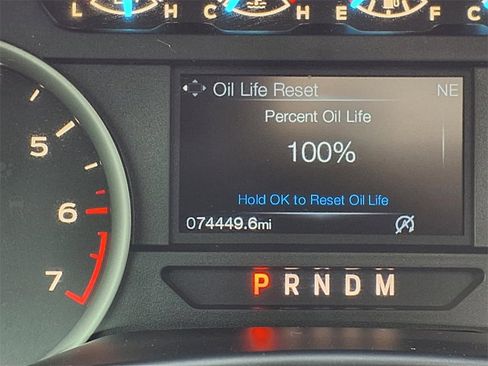 L H C H E F C
Oil Life Reset NE
Percent Oil Life
100%
Hold OK to Reset Oil Life
074449.6mi
5
6
7
P R N D M